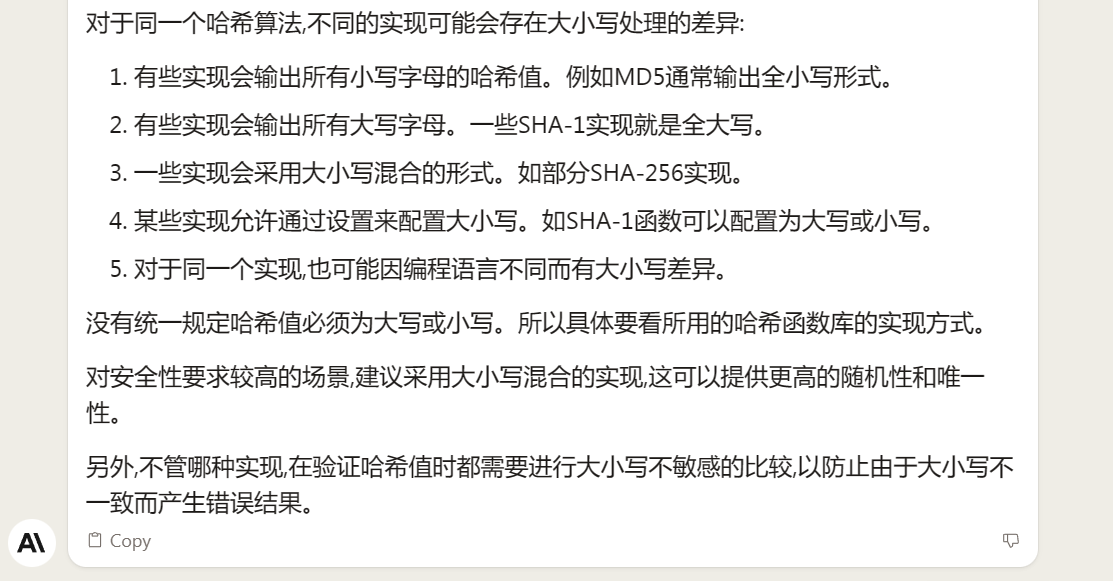 对于同一个哈希算法,不同的实现可能会存在大小写处理的差异:
1. 有些实现会输出所有小写字母的哈希值。例如MD5通常输出全小写形式。
2. 有些实现会输出所有大写字母。一些SHA-1实现就是全大写。
3. 一些实现会采用大小写混合的形式。如部分SHA-256实现。
4. 某些实现允许通过设置来配置大小写。如SHA-1函数可以配置为大写或小写。
5. 对于同一个实现,也可能因编程语言不同而有大小写差异。
没有统一规定哈希值必须为大写或小写。所以具体要看所用的哈希函数库的实现方式。
对安全性要求较高的场景,建议采用大小写混合的实现,这可以提供更高的随机性和唯一
性。
另外,不管哪种实现,在验证哈希值时都需要进行大小写不敏感的比较,以防止由于大小写不
一致而产生错误结果。
Copy
A\